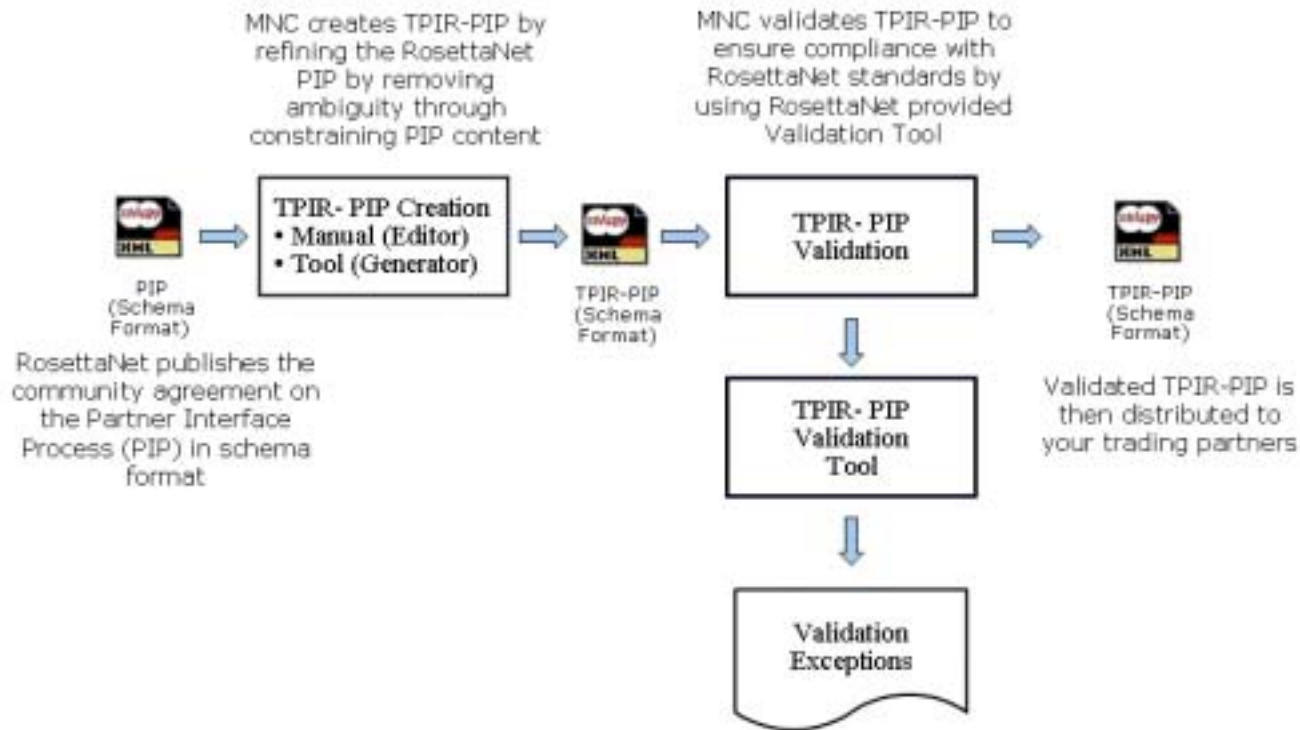 MNC creates TPIR-PIP by
refining the RosettaNet
PIP by removing
ambiguity through
constraining PIP content
MNC validates TPIR-PIP to
ensure compliance with
RosettaNet standards by
using RosettaNet provided
Validation Tool
XML
PIP
(Schema
Format)
TPIR- PIP Creation
• Manual (Editor)
• Tool (Generator)
XML
TPIR-PIP
(Schema
Format)
TPIR- PIP
Validation
XML
TPIR-PIP
(Schema
Format)
RosettaNet publishes the
community agreement on
the Partner Interface
Process (PIP) in schema
format
TPIR- PIP
Validation
Tool
Validated TPIR-PIP is
then distributed to
your trading partners
Validation
Exceptions